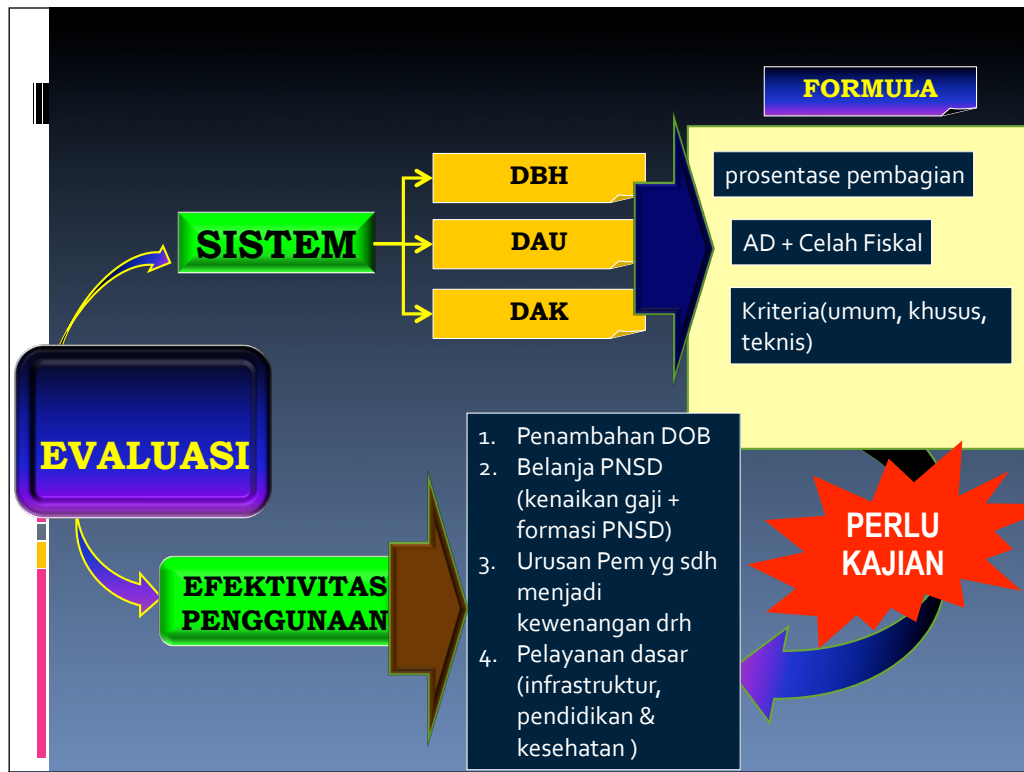 FORMULA
EVALUASI
SISTEM
DBH
DAU
DAK
prosentase pembagian
AD + Celah Fiskal
Kriteria(umum, khusus,
teknis)
EFEKTIVITAS
PENGGUNAAN
1. Penambahan DOB
2. Belanja PNSD
(kenaikan gaji +
formasi PNSD)
3. Urusan Pem yg sdh
menjadi
kewenangan drh
4. Pelayanan dasar
(infrastruktur,
pendidikan &
kesehatan )
PERLU
KAJIAN